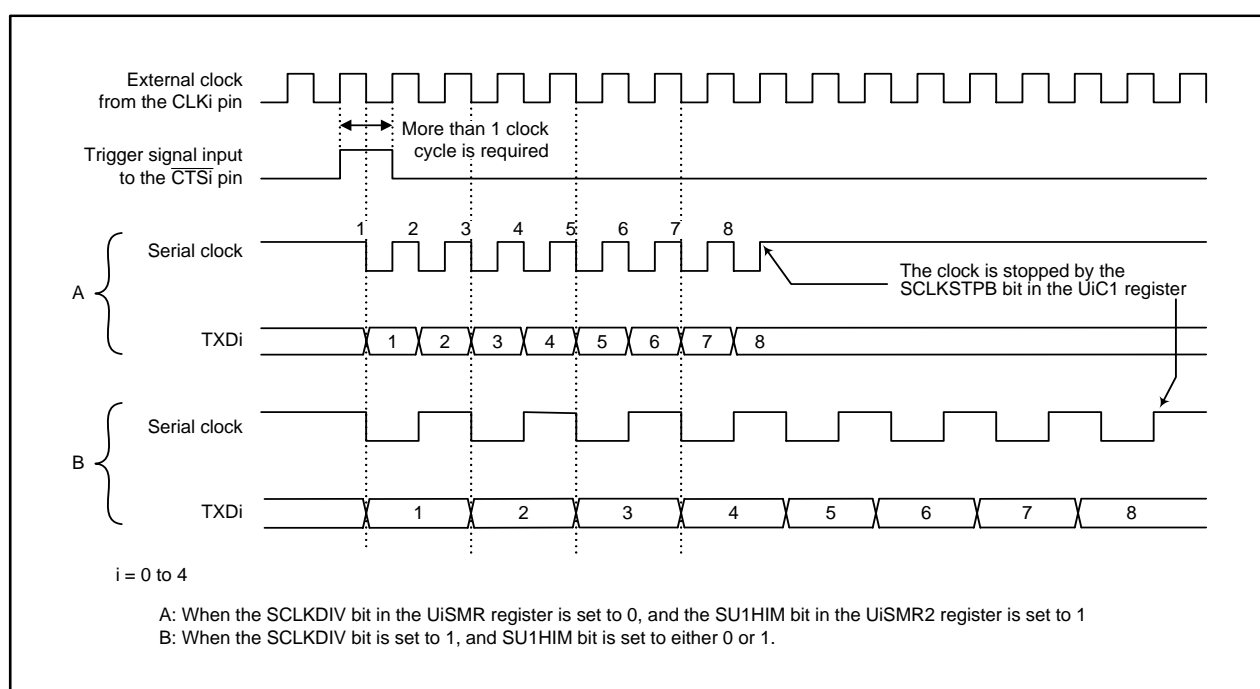 External clock
from the CLKi pin
More than 1 clock
cycle is required
Trigger signal input
to the CTSi pin
1 2 3 4 5 6 7 8
Serial clock
The clock is stopped by the
SCLKSTPB bit in the UiC1 register
A
TXDi
1 2 3 4 5 6 7 8
Serial clock
B
TXDi
1 2 3 4 5 6 7 8
i = 0 to 4
A: When the SCLKDIV bit in the UiSMR register is set to 0, and the SU1HIM bit in the UiSMR2 register is set to 1
B: When the SCLKDIV bit is set to 1, and SU1HIM bit is set to either 0 or 1.